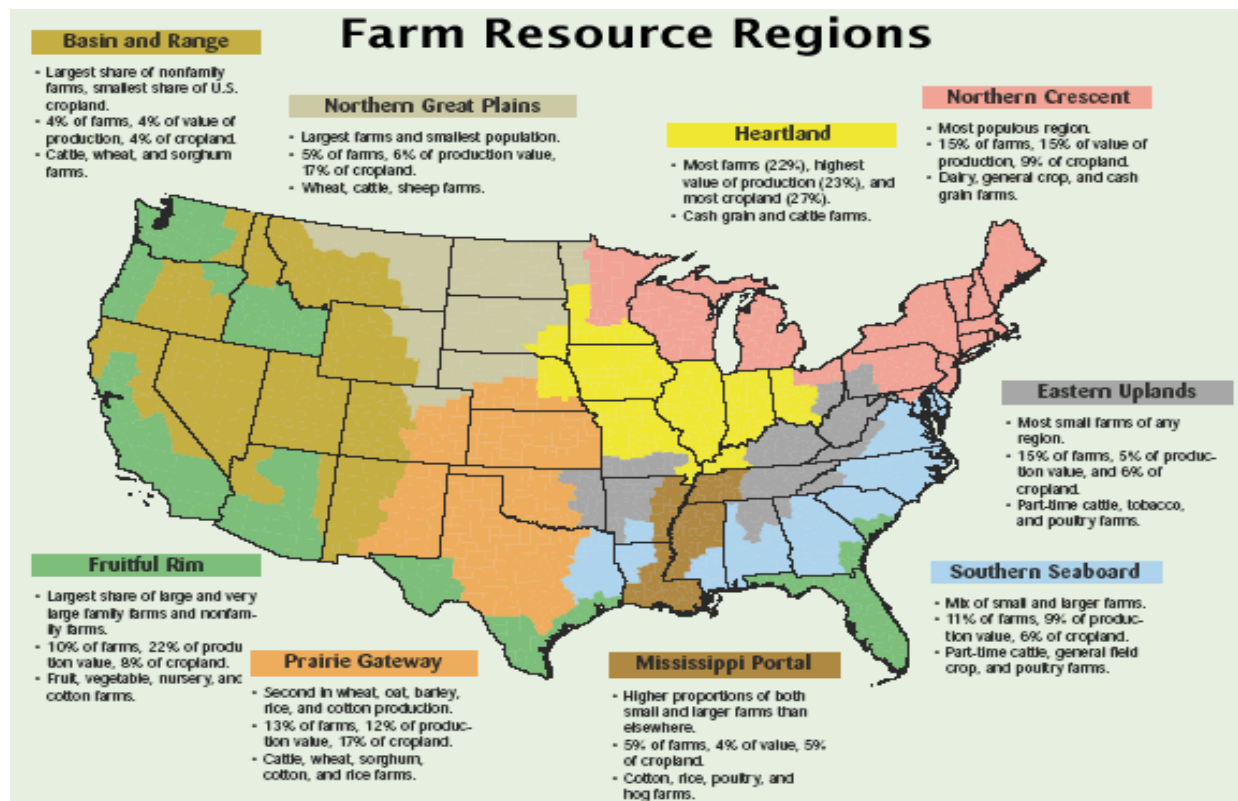 Farm Resource Regions
Basin and Range
- Largest share of nonfamily
farms, smallest share of U.S.
cropland.
- 4% of farms, 4% of value of
production, 4% of cropland.
- Cattle, wheat, and sorghum
farms.
Northern Great Plains
- Largest farms and smallest population.
- 5% of farms, 6% of production value,
17% of cropland.
- Wheat, cattle, sheep farms.
Heartland
- Most farms (22%), highest
value of production (23%), and
most cropland (27%).
- Cash grain and cattle farms.
Northern Crescent
- Most populous region.
- 15% of farms, 15% of value of
production, 9% of cropland.
- Dairy, general crop, and cash
grain farms.
Eastern Uplands
- Most small farms of any
region.
- 15% of farms, 5% of produc-
tion value, and 6% of
cropland.
- Part-time cattle, tobacco,
and poultry farms.
Fruitful Rim
- Largest share of large and very
large family farms and nonfam-
ily farms.
- 10% of farms, 22% of produ
tion value, 8% of cropland.
- Fruit, vegetable, nursery, and
cotton farms.
Southern Seaboard
- Mix of small and larger farms.
- 11% of farms, 9% of produc-
tion value, 6% of cropland.
- Part-time cattle, general field
crop, and poultry farms.
Prairie Gateway
- Second in wheat, oat, barley,
rice, and cotton production.
- 13% of farms, 12% of produc-
tion value, 17% of cropland.
- Cattle, wheat, sorghum,
cotton, and rice farms.
Mississippi Portal
- Higher proportions of both
small and larger farms than
elsewhere.
- 5% of farms, 4% of value, 5%
of cropland.
- Cotton, rice, poultry, and
hog farms.